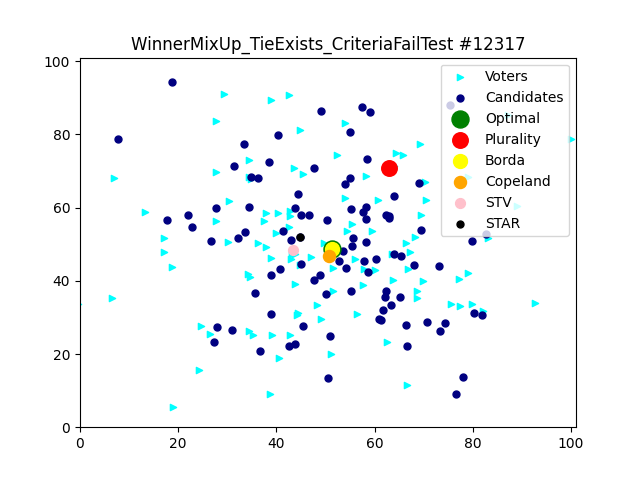 WinnerMixUp_TieExists_CriteriaFailTest #12317
100
80
60
40
20
0
0
20
40
60
80
100
Voters
Candidates
Optimal
Plurality
Borda
Copeland
STV
STAR